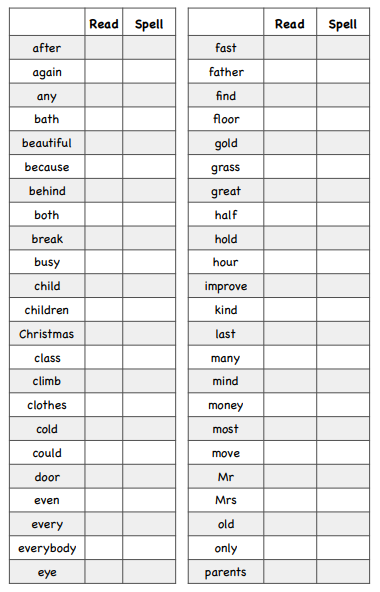 Read Spell
after
again
any
bath
beautiful
because
behind
both
break
busy
child
children
Christmas
class
climb
clothes
cold
could
door
even
every
everybody
eye
Read Spell
fast
father
find
floor
gold
grass
great
half
hold
hour
improve
kind
last
many
mind
money
most
move
Mr
Mrs
old
only
parents